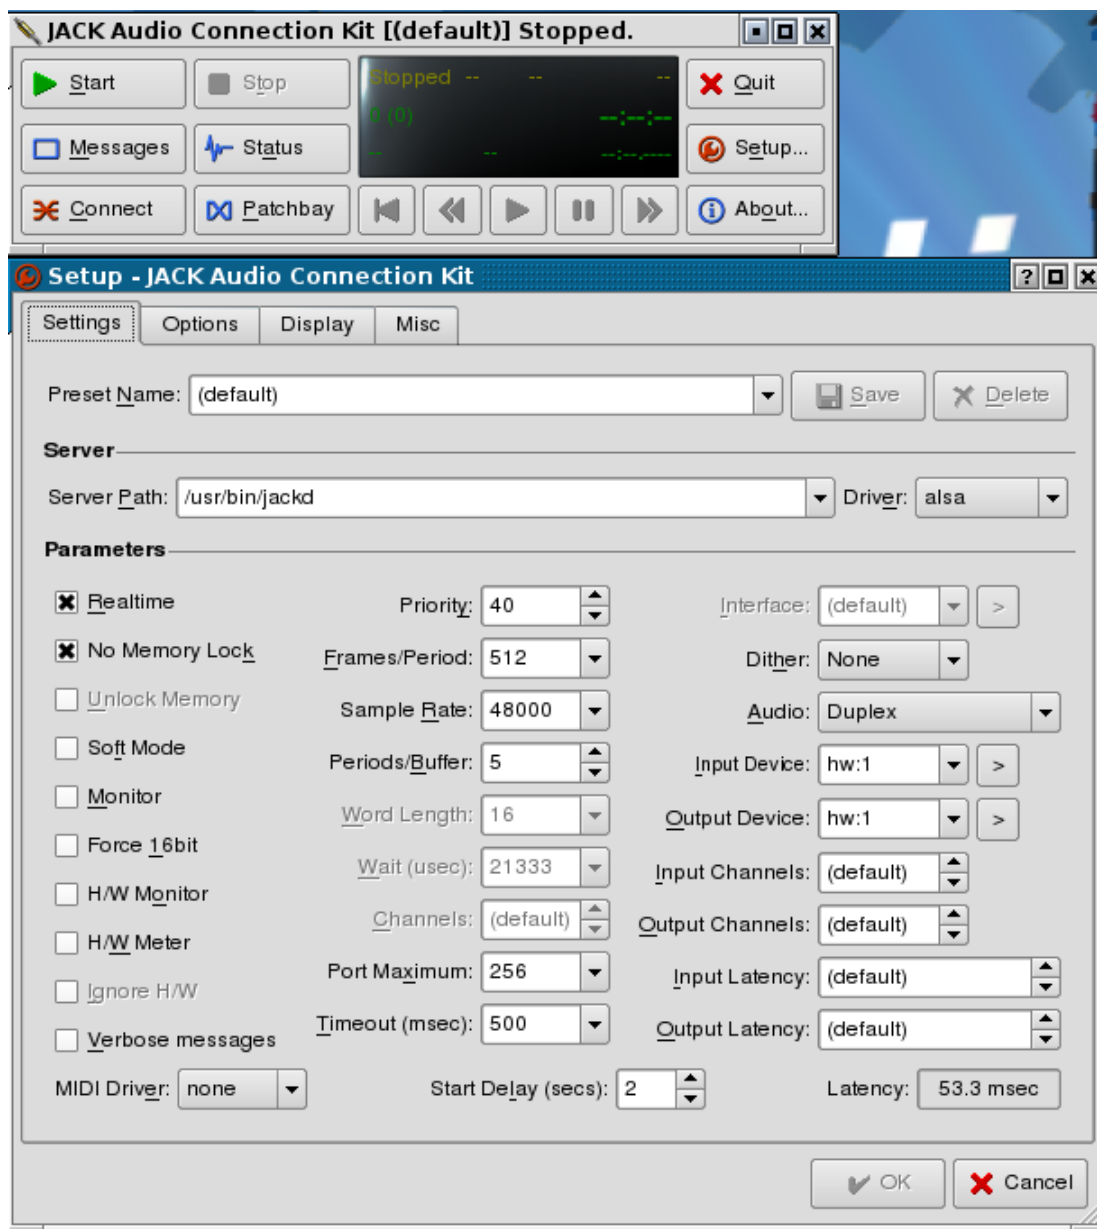 JACK Audio Connection Kit [(default)] Stopped.
Start Stop Stopped -- -- -- Quit
0 (0) --:--:--
Messages Status -- -- --:--.---- Setup...
Connect Patchbay About...
Setup - JACK Audio Connection Kit
Settings Options Display Misc
Preset Name: (default) Save Delete
Server
Server Path: /usr/bin/jackd Driver: alsa
Parameters
Realtime Priority: 40 Interface: (default) >
No Memory Lock Frames/Period: 512 Dither: None
Unlock Memory Sample Rate: 48000 Audio: Duplex
Soft Mode Periods/Buffer: 5 Input Device: hw:1 >
Monitor Word Length: 16 Output Device: hw:1 >
Force 16bit Wait (usec): 21333 Input Channels: (default)
H/W Monitor Channels: (default) Output Channels: (default)
H/W Meter Port Maximum: 256 Input Latency: (default)
Ignore H/W Timeout (msec): 500 Output Latency: (default)
Verbose messages
MIDI Driver: none Start Delay (secs): 2 Latency: 53.3 msec
OK Cancel